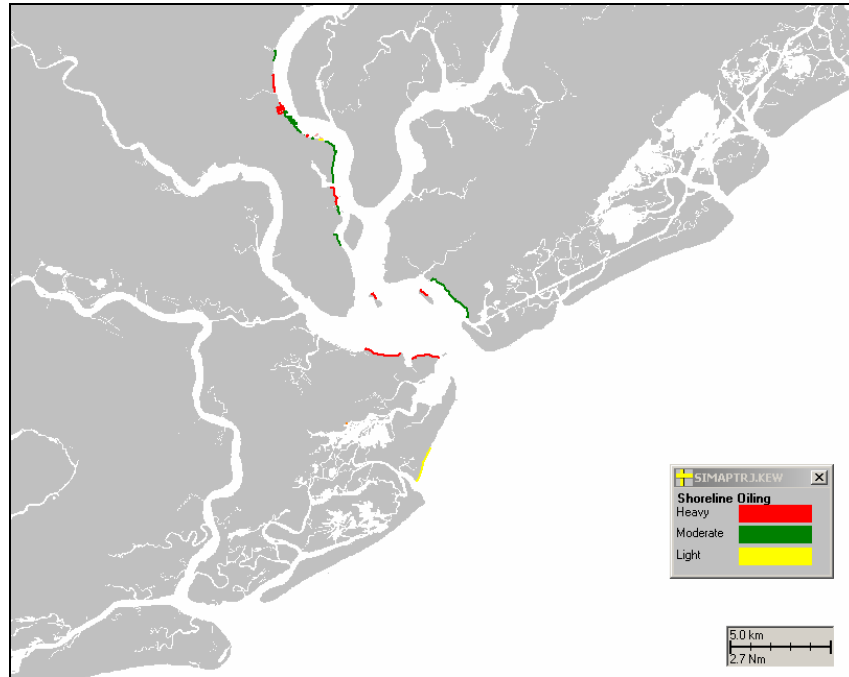 SIMAPTRJ.KEW
Shoreline Oiling
Heavy
Moderate
Light
5.0 km
2.7 Nm